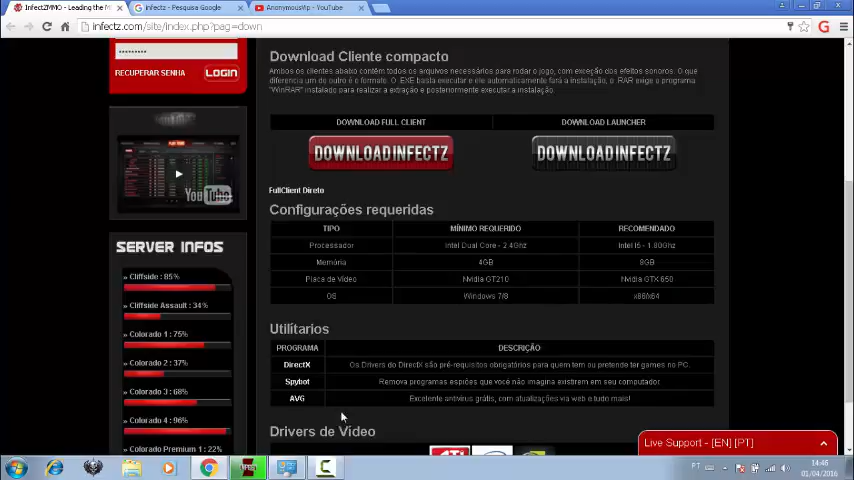 Infect2MMO - Leading the M
infectz - Pesquisa Google
AnonymousVip - YouTube
infectz.com/site/index.php?pag=down
•••••••••
RECUPERAR SENHA
LOGIN
You Tube
SERVER INFOS
» Cliffside : 85%
» Cliffside Assault : 34%
» Colorado 1 : 75%
» Colorado 2 : 37%
» Colorado 3 : 68%
» Colorado 4 : 96%
» Colorado Premium 1 : 22%
Download Cliente compacto
Ambos os clientes abaixo contêm todos os arquivos necessários para rodar o jogo, com exceção dos efeitos sonoros. O que
diferencia um do outro é o formato. O .EXE basta executar e ele automaticamente fará a instalação, o .RAR exige o programa
"WinRAR" instalado para realizar a extração e posteriormente executar a instalação.
DOWNLOAD FULL CLIENT
DOWNLOAD LAUNCHER
DOWNLOAD INFECTZ
DOWNLOAD INFECTZ
FullClient Direto
Configurações requeridas
TIPO MÍNIMO REQUERIDO RECOMENDADO
Processador Intel Dual Core - 2.4Ghz Intel I5 - 1.80Ghz
Memória 4GB 8GB
Placa de Vídeo Nvidia GT210 Nvidia GTX 650
OS Windows 7/8 x86/x64
Utilitários
PROGRAMA DESCRIÇÃO
DirectX Os Drivers do DirectX são pré-requisitos obrigatórios para quem tem ou pretende ter games no PC.
Spybot Remova programas espiões que você não imagina existirem em seu computador.
AVG Excelente antivírus grátis, com atualizações via web e tudo mais!
Drivers de Vídeo
ATI
Live Support - [EN] [PT]
PT
14:46
01/04/2016